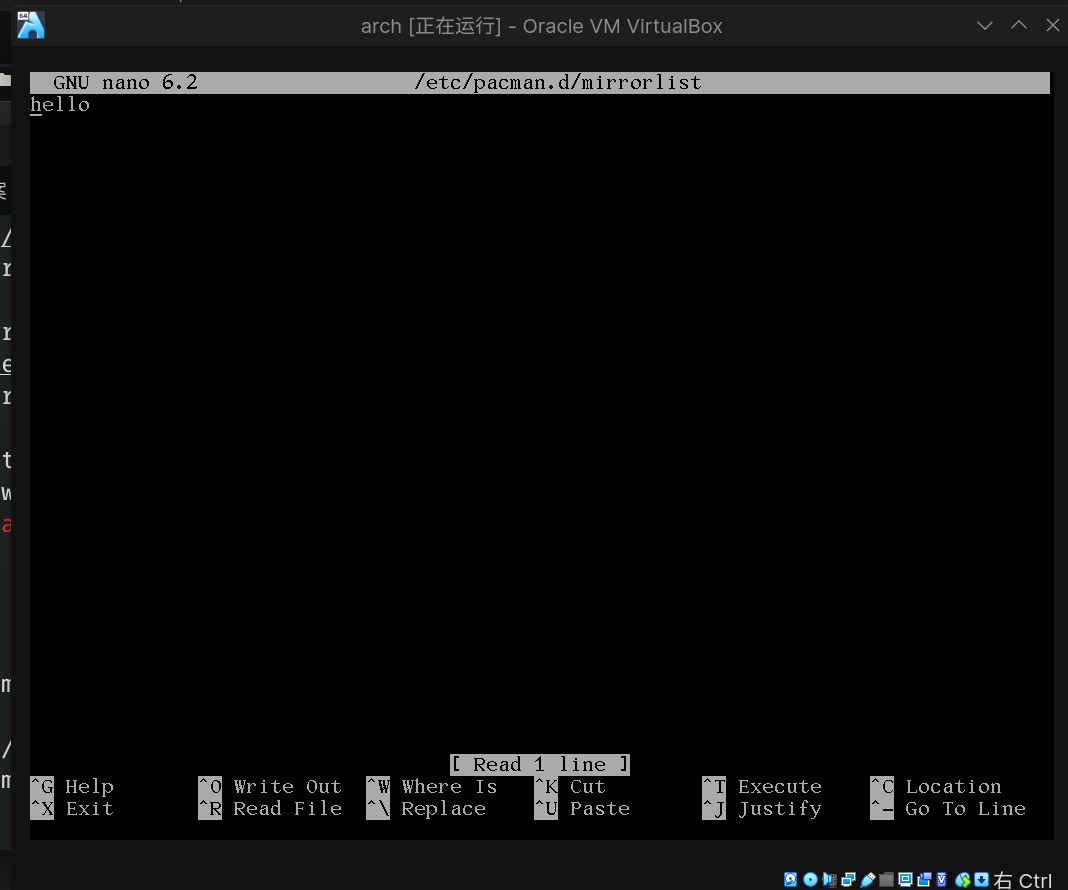 arch [正在运行] - Oracle VM VirtualBox
GNU nano 6.2 /etc/pacman.d/mirrorlist
hello
[ Read 1 line ]
^G Help ^O Write Out ^W Where Is ^K Cut ^T Execute ^C Location
^X Exit ^R Read File ^\ Replace ^U Paste ^J Justify ^_ Go To Line
右 Ctrl